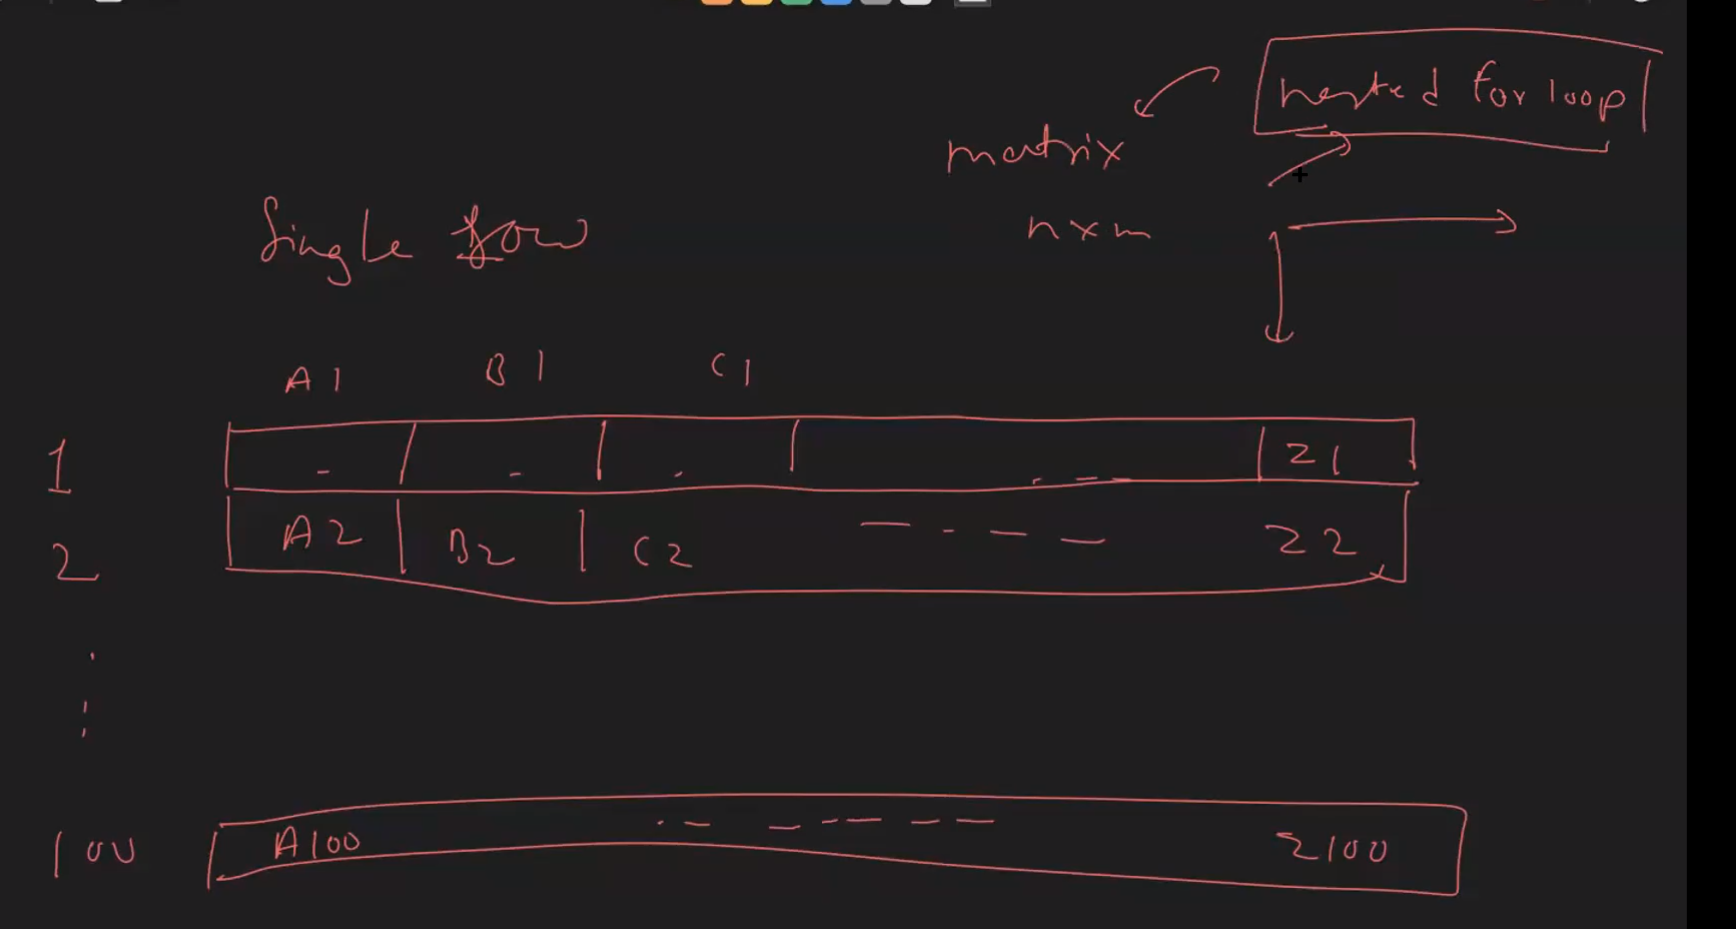 nested for loop
matrix
n x m
Single row
A1 B1 C1
1 Z1
2 A2 B2 C2 Z2
100 A100 Z100